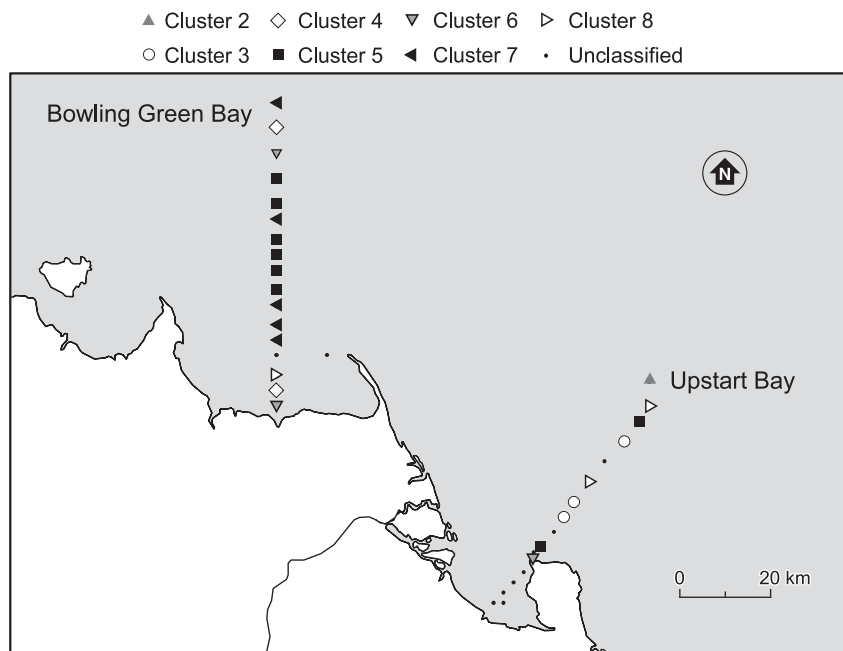 Cluster 2 Cluster 4 Cluster 6 Cluster 8
Cluster 3 Cluster 5 Cluster 7 Unclassified
Bowling Green Bay
N
Upstart Bay
0 20 km